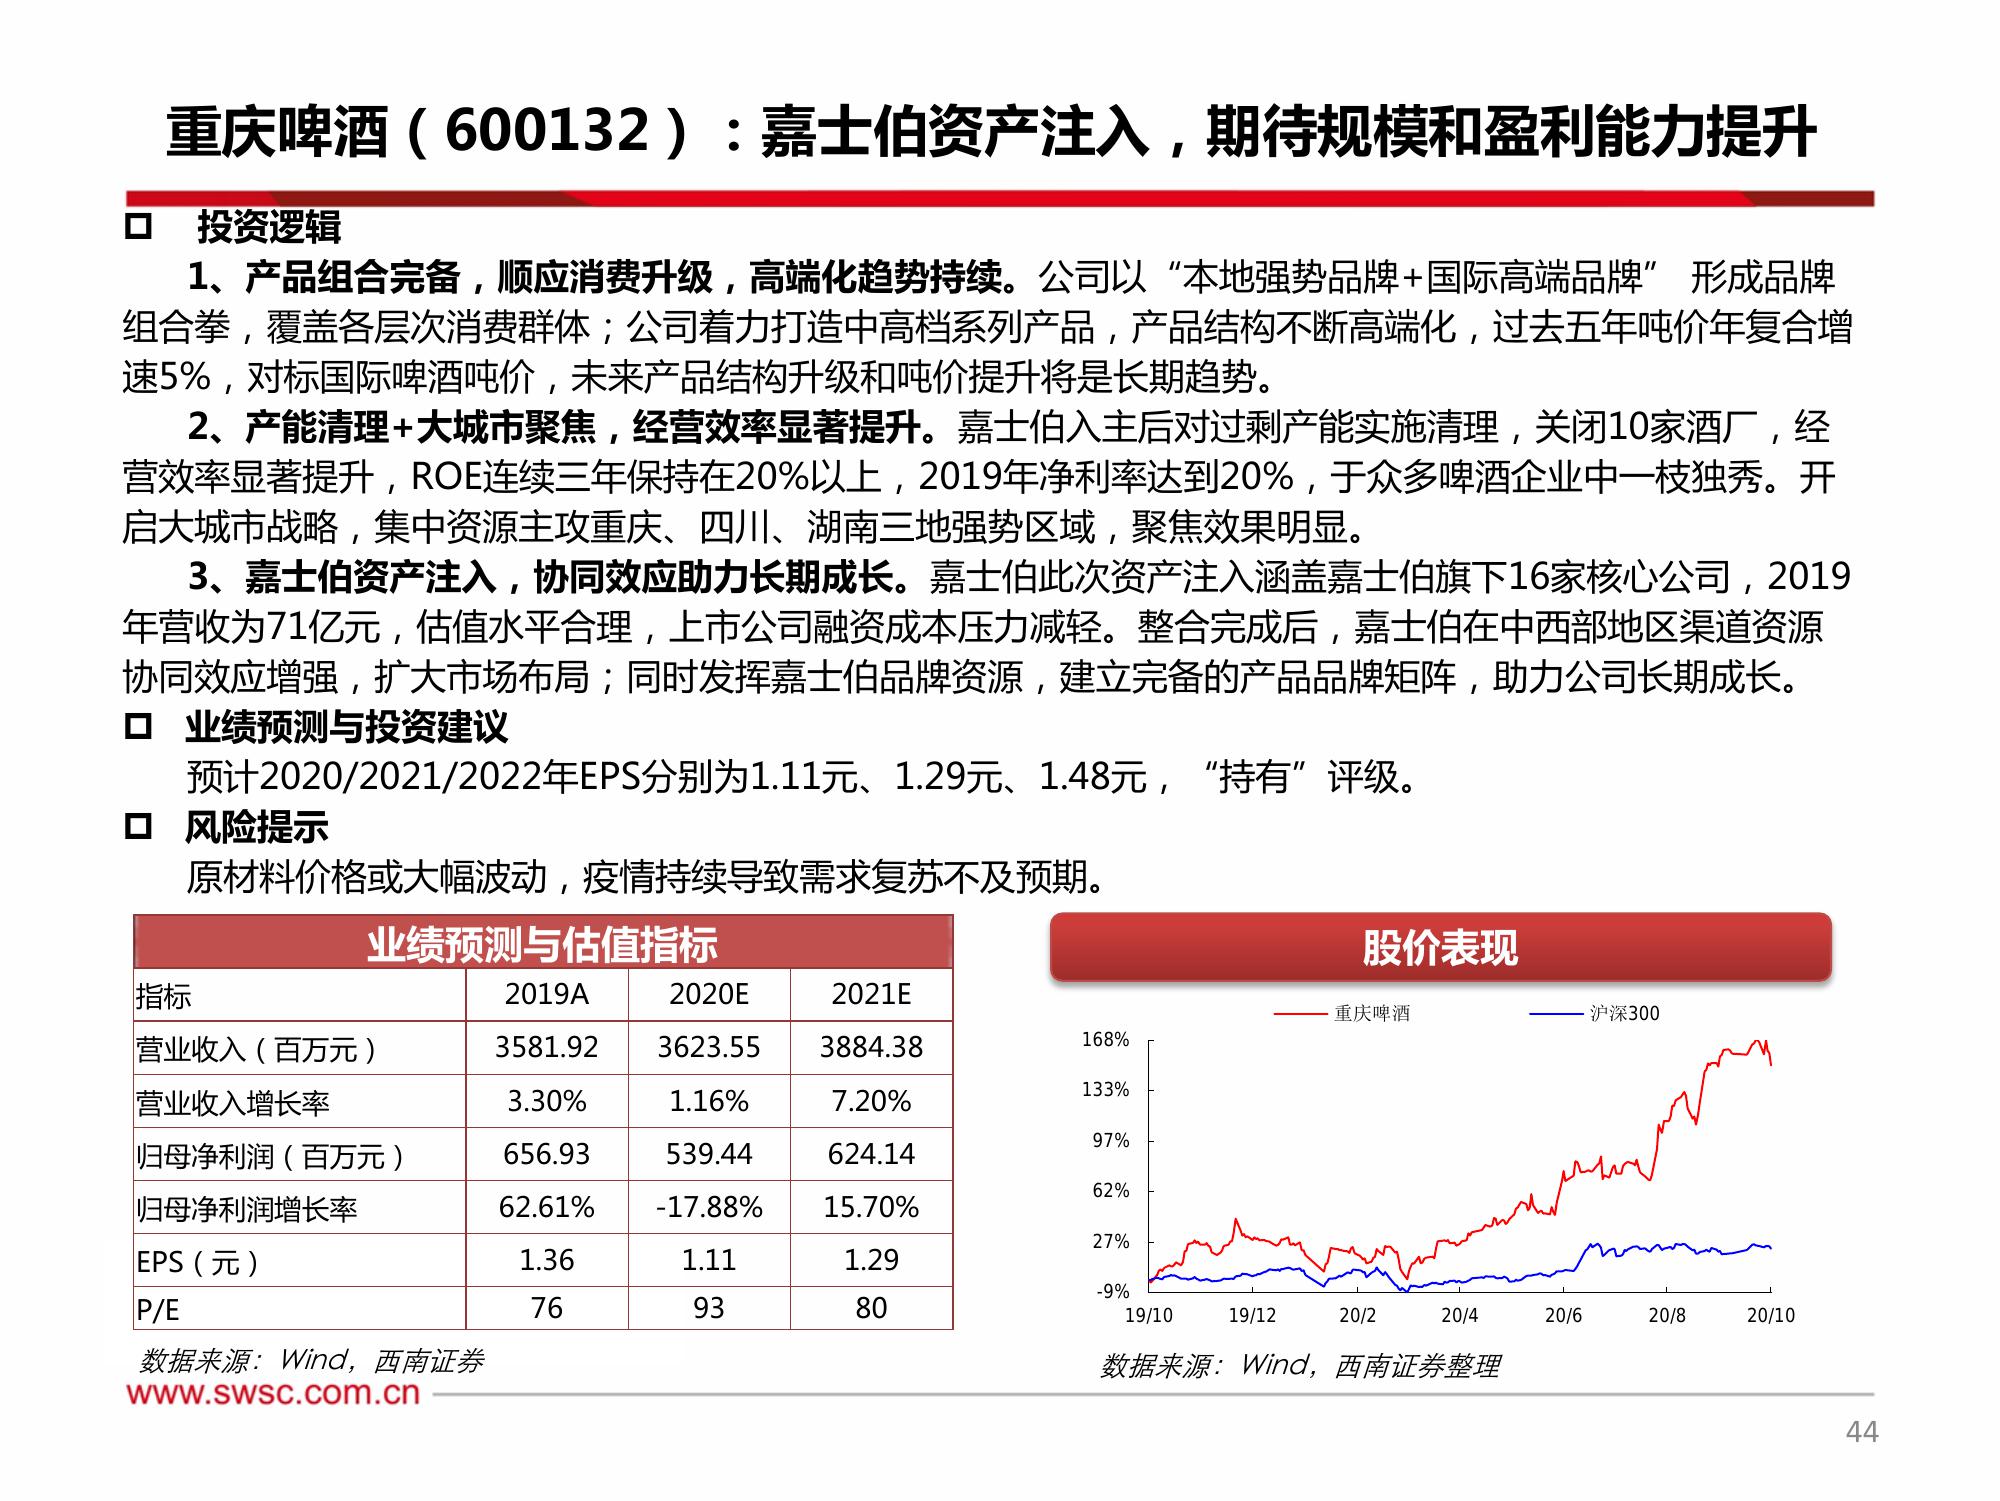 重庆啤酒（600132）：嘉士伯资产注入，期待规模和盈利能力提升
投资逻辑
1、产品组合完备，顺应消费升级，高端化趋势持续。公司以“本地强势品牌+国际高端品牌” 形成品牌
组合拳，覆盖各层次消费群体；公司着力打造中高档系列产品，产品结构不断高端化，过去五年吨价年复合增
速5%，对标国际啤酒吨价，未来产品结构升级和吨价提升将是长期趋势。
2、产能清理+大城市聚焦，经营效率显著提升。嘉士伯入主后对过剩产能实施清理，关闭10家酒厂，经
营效率显著提升，ROE连续三年保持在20%以上，2019年净利率达到20%，于众多啤酒企业中一枝独秀。开
启大城市战略，集中资源主攻重庆、四川、湖南三地强势区域，聚焦效果明显。
3、嘉士伯资产注入，协同效应助力长期成长。嘉士伯此次资产注入涵盖嘉士伯旗下16家核心公司，2019
年营收为71亿元，估值水平合理，上市公司融资成本压力减轻。整合完成后，嘉士伯在中西部地区渠道资源
协同效应增强，扩大市场布局；同时发挥嘉士伯品牌资源，建立完备的产品品牌矩阵，助力公司长期成长。
业绩预测与投资建议
预计2020/2021/2022年EPS分别为1.11元、1.29元、1.48元，“持有”评级。
风险提示
原材料价格或大幅波动，疫情持续导致需求复苏不及预期。
业绩预测与估值指标
指标 2019A 2020E 2021E
营业收入（百万元） 3581.92 3623.55 3884.38
营业收入增长率 3.30% 1.16% 7.20%
归母净利润（百万元） 656.93 539.44 624.14
归母净利润增长率 62.61% -17.88% 15.70%
EPS（元） 1.36 1.11 1.29
P/E 76 93 80
数据来源：Wind，西南证券
股价表现
重庆啤酒 沪深300
168%
133%
97%
62%
27%
-9%
19/10 19/12 20/2 20/4 20/6 20/8 20/10
数据来源：Wind，西南证券整理
www.swsc.com.cn
44